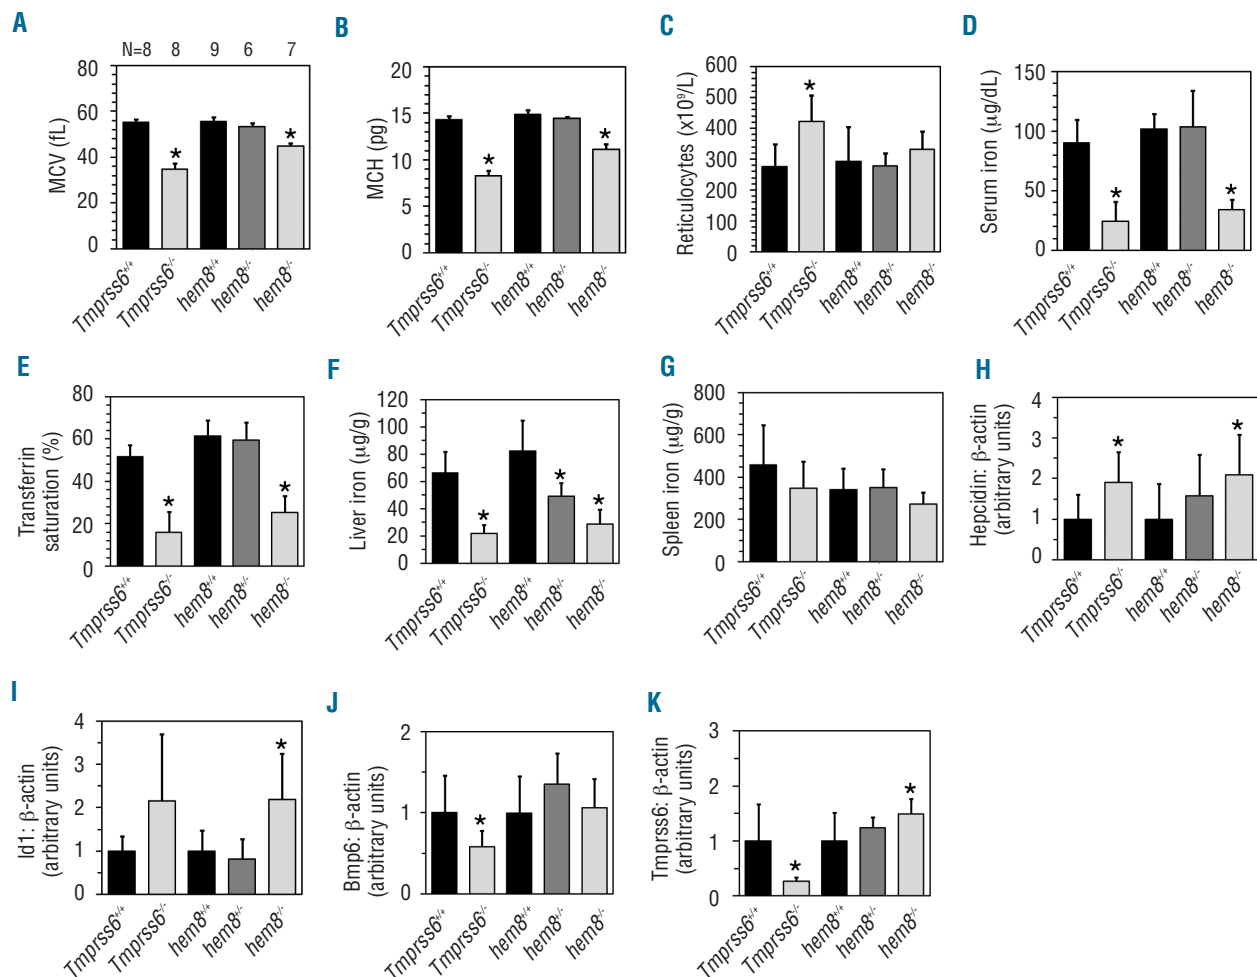 A
N=8 8 9 6 7
MCV (fL)
80
60
40
20
0
*
*
Tmprss6+/+
Tmprss6-/-
hem8+/+
hem8+/-
hem8-/-
B
MCH (pg)
20
15
10
5
0
*
*
Tmprss6+/+
Tmprss6-/-
hem8+/+
hem8+/-
hem8-/-
C
Reticulocytes (x10⁹/L)
600
500
400
300
200
100
0
*
Tmprss6+/+
Tmprss6-/-
hem8+/+
hem8+/-
hem8-/-
D
Serum iron (µg/dL)
150
100
50
0
*
*
Tmprss6+/+
Tmprss6-/-
hem8+/+
hem8+/-
hem8-/-
E
Transferrin
saturation (%)
80
60
40
20
0
*
*
Tmprss6+/+
Tmprss6-/-
hem8+/+
hem8+/-
hem8-/-
F
Liver iron (µg/g)
120
100
80
60
40
20
0
*
*
*
Tmprss6+/+
Tmprss6-/-
hem8+/+
hem8+/-
hem8-/-
G
Spleen iron (µg/g)
800
600
400
200
0
Tmprss6+/+
Tmprss6-/-
hem8+/+
hem8+/-
hem8-/-
H
Hepcidin: β-actin
(arbitrary units)
4
3
2
1
0
*
*
Tmprss6+/+
Tmprss6-/-
hem8+/+
hem8+/-
hem8-/-
I
Id1: β-actin
(arbitrary units)
4
3
2
1
0
*
Tmprss6+/+
Tmprss6-/-
hem8+/+
hem8+/-
hem8-/-
J
Bmp6: β-actin
(arbitrary units)
2
1
0
*
Tmprss6+/+
Tmprss6-/-
hem8+/+
hem8+/-
hem8-/-
K
Tmprss6: β-actin
(arbitrary units)
3
2
1
0
*
*
Tmprss6+/+
Tmprss6-/-
hem8+/+
hem8+/-
hem8-/-